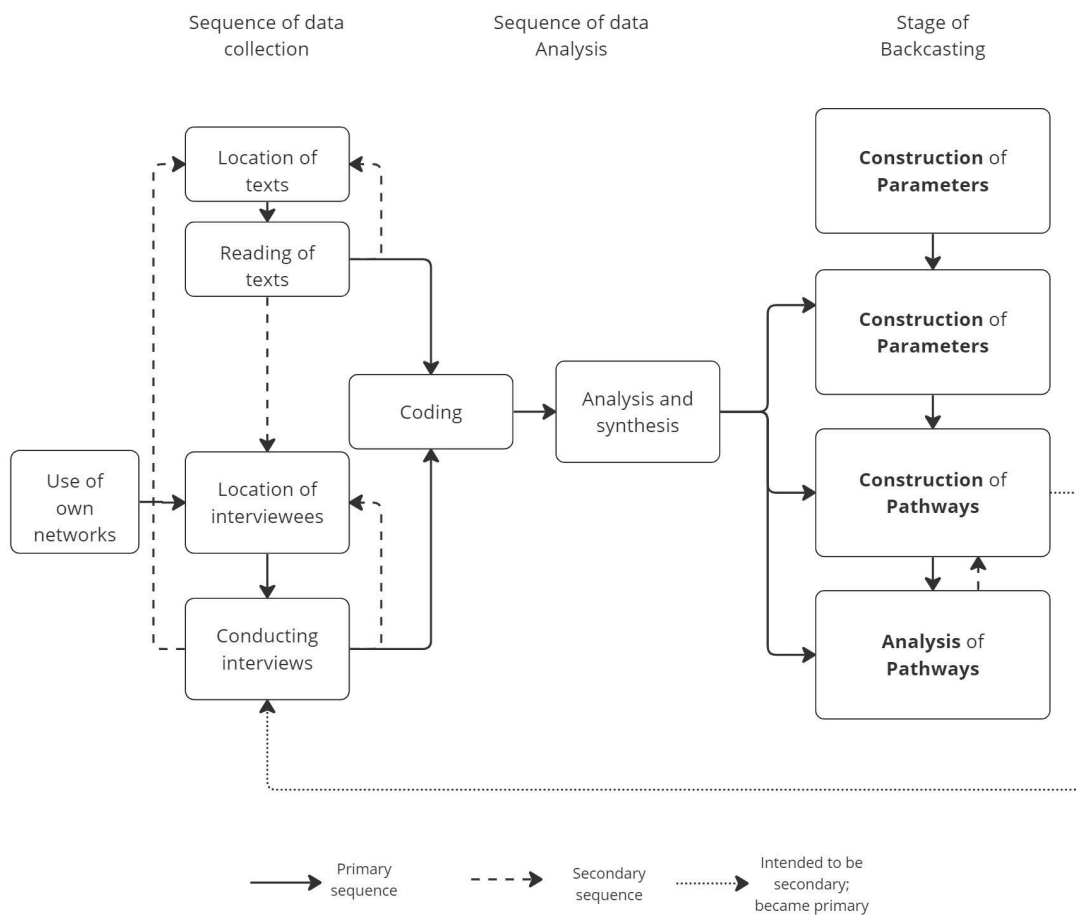 Sequence of data
collection
Sequence of data
Analysis
Stage of
Backcasting
Location of
texts
Reading of
texts
Use of
own
networks
Location of
interviewees
Conducting
interviews
Coding
Analysis and
synthesis
Construction of
Parameters
Construction of
Parameters
Construction of
Pathways
Analysis of
Pathways
Primary
sequence
Secondary
sequence
Intended to be
secondary;
became primary